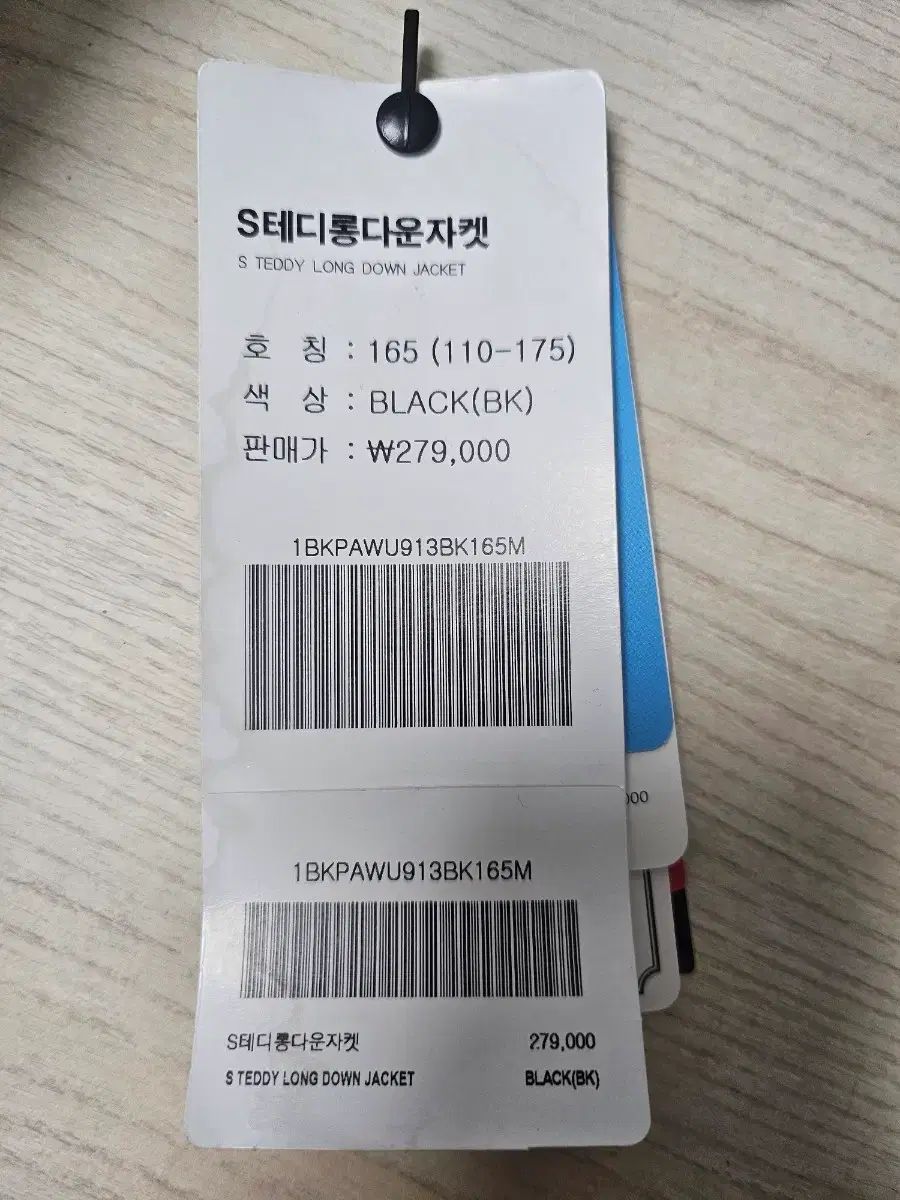 S테디롱다운자켓
S TEDDY LONG DOWN JACKET
호 칭 : 165 (110-175)
색 상 : BLACK(BK)
판매가 : ₩279,000
1BKPAWU913BK165M
000
1BKPAWU913BK165M
S테디롱다운자켓 279,000
S TEDDY LONG DOWN JACKET BLACK(BK)